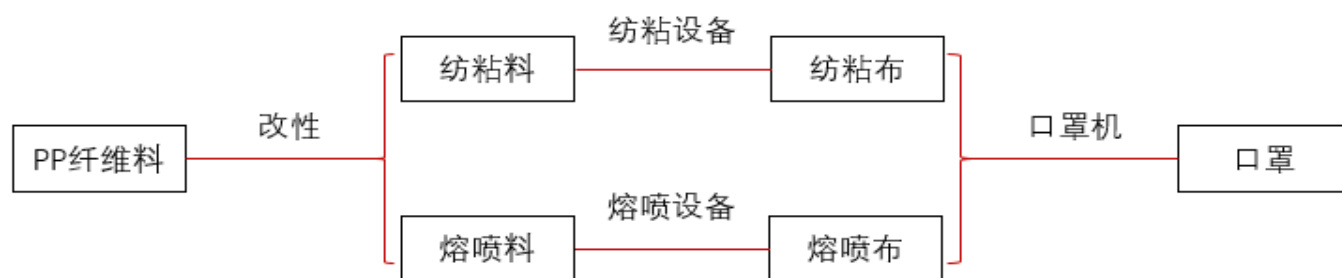 纺粘设备
纺粘料
纺粘布
改性
口罩机
PP纤维料
口罩
熔喷设备
熔喷料
熔喷布